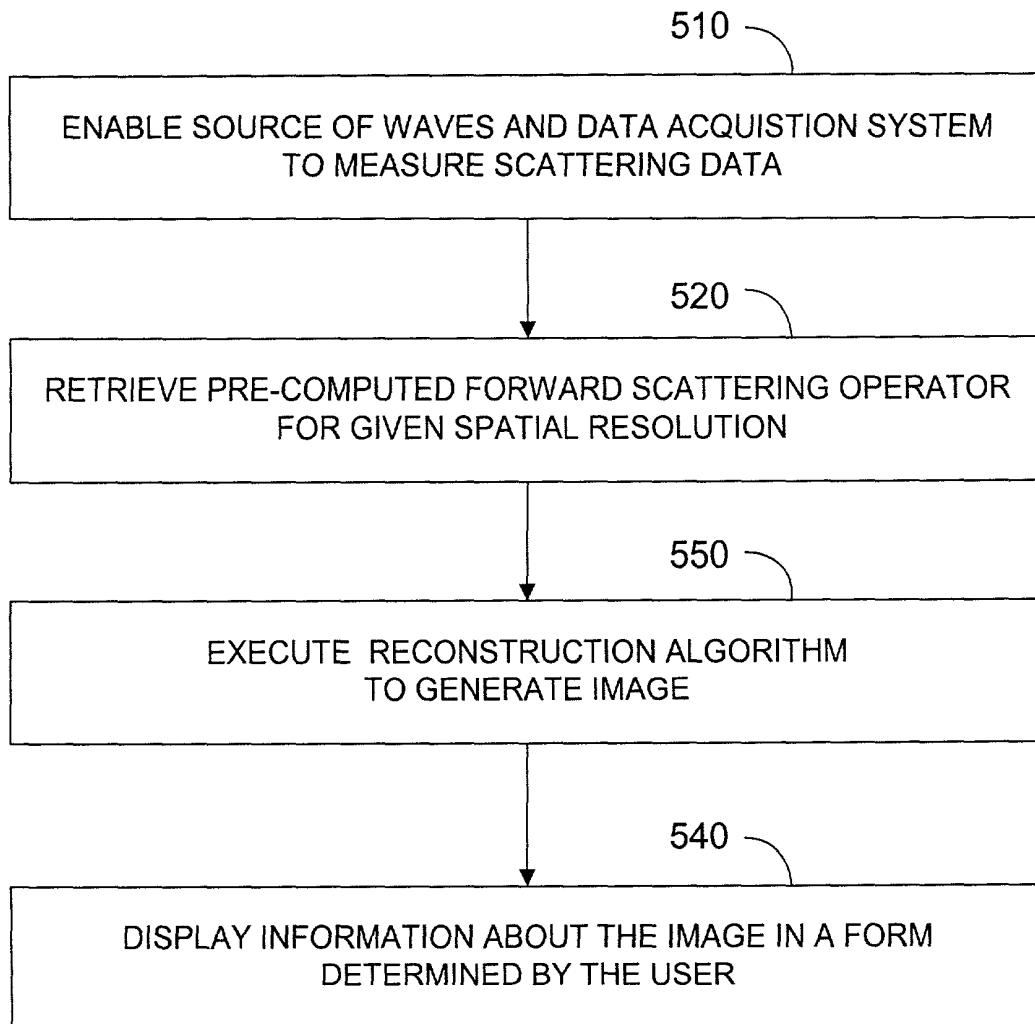 510
ENABLE SOURCE OF WAVES AND DATA ACQUISTION SYSTEM
TO MEASURE SCATTERING DATA
520
RETRIEVE PRE-COMPUTED FORWARD SCATTERING OPERATOR
FOR GIVEN SPATIAL RESOLUTION
550
EXECUTE RECONSTRUCTION ALGORITHM
TO GENERATE IMAGE
540
DISPLAY INFORMATION ABOUT THE IMAGE IN A FORM
DETERMINED BY THE USER